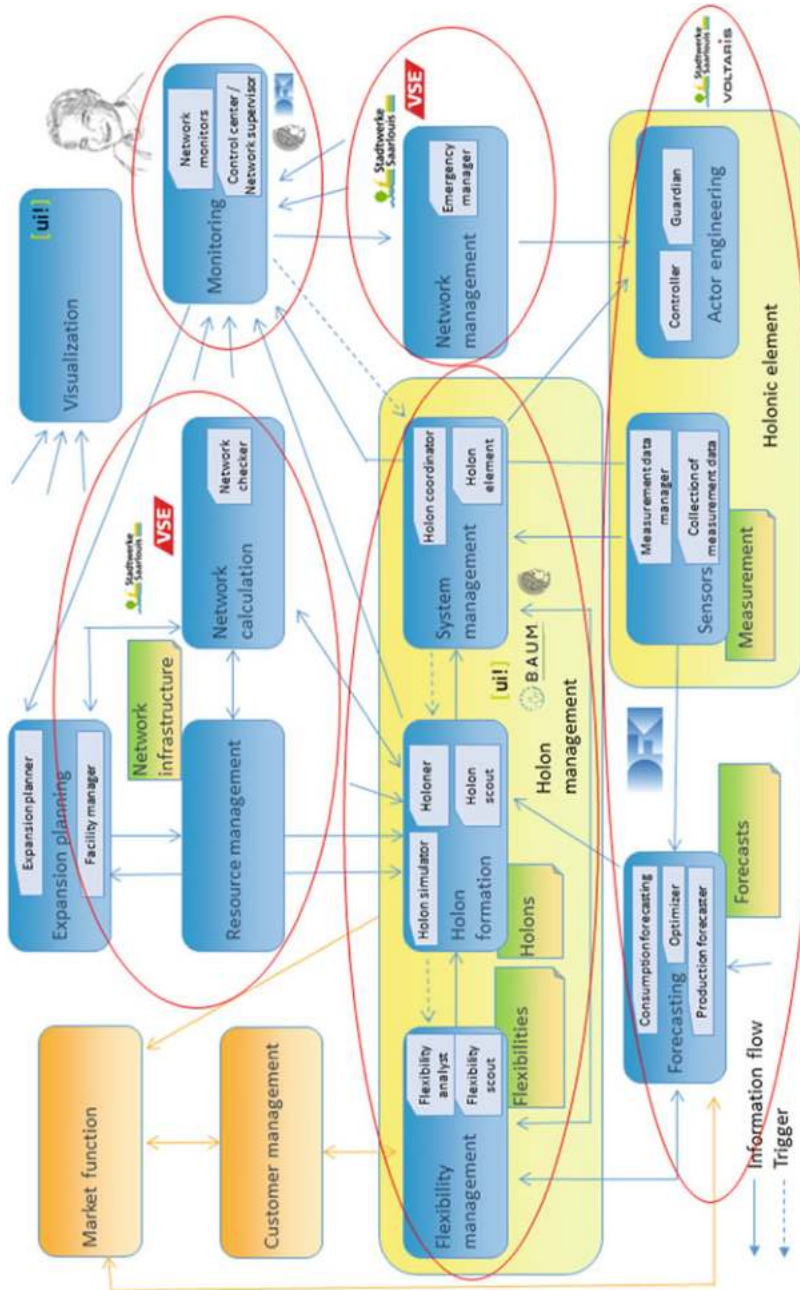 Market function
Customer management
Expansion planner
Facility manager
Expansion planning
Resource management
Network
infrastructure
Stadtwerke
Saarlouis
VSE
Network
checker
Network
calculation
[ui!]
Visualization
Network
monitors
Control center /
Network supervisor
Monitoring
Flexibility
analyst
Flexibility
scout
Flexibility
management
Flexibilities
Holon simulator
Holoner
Holon
scout
Holon
formation
Holons
Holon coordinator
Holon
element
System
management
[ui!]
BAUM
Holon
management
Stadtwerke
Saarlouis
VSE
Emergency
manager
Network
management
Consumption forecasting
Optimizer
Production forecaster
Forecasting
Forecasts
Measurement data
manager
Collection of
measurement data
Sensors
Measurement
Controller
Guardian
Actor engineering
Holonic element
Stadtwerke
Saarlouis
VOLTARIS
Information flow
Trigger